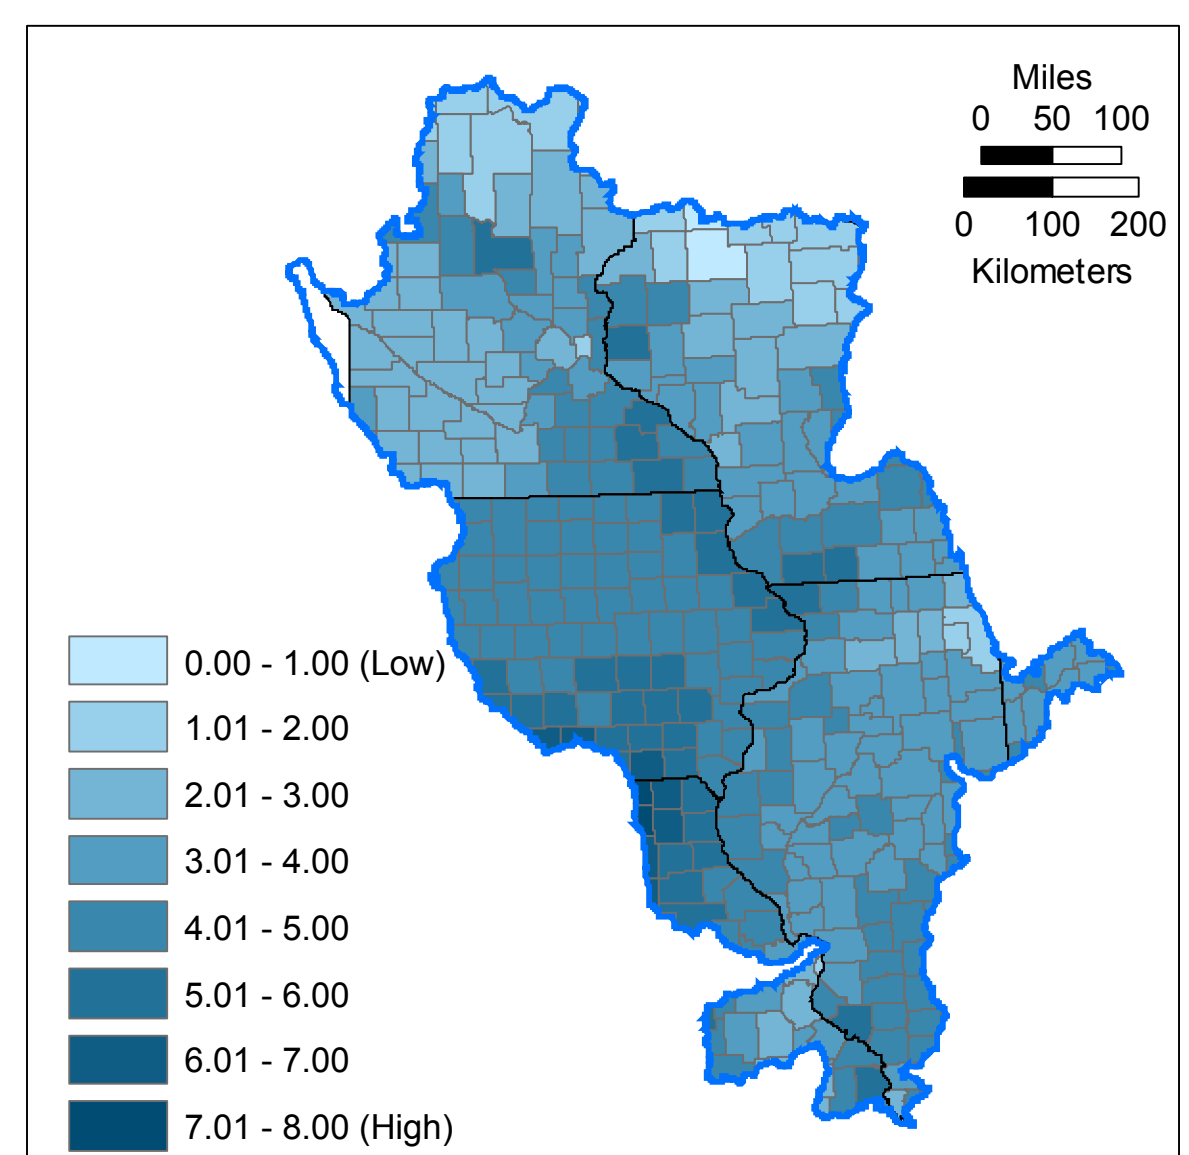 Miles
0 50 100
0 100 200
Kilometers
0.00 - 1.00 (Low)
1.01 - 2.00
2.01 - 3.00
3.01 - 4.00
4.01 - 5.00
5.01 - 6.00
6.01 - 7.00
7.01 - 8.00 (High)